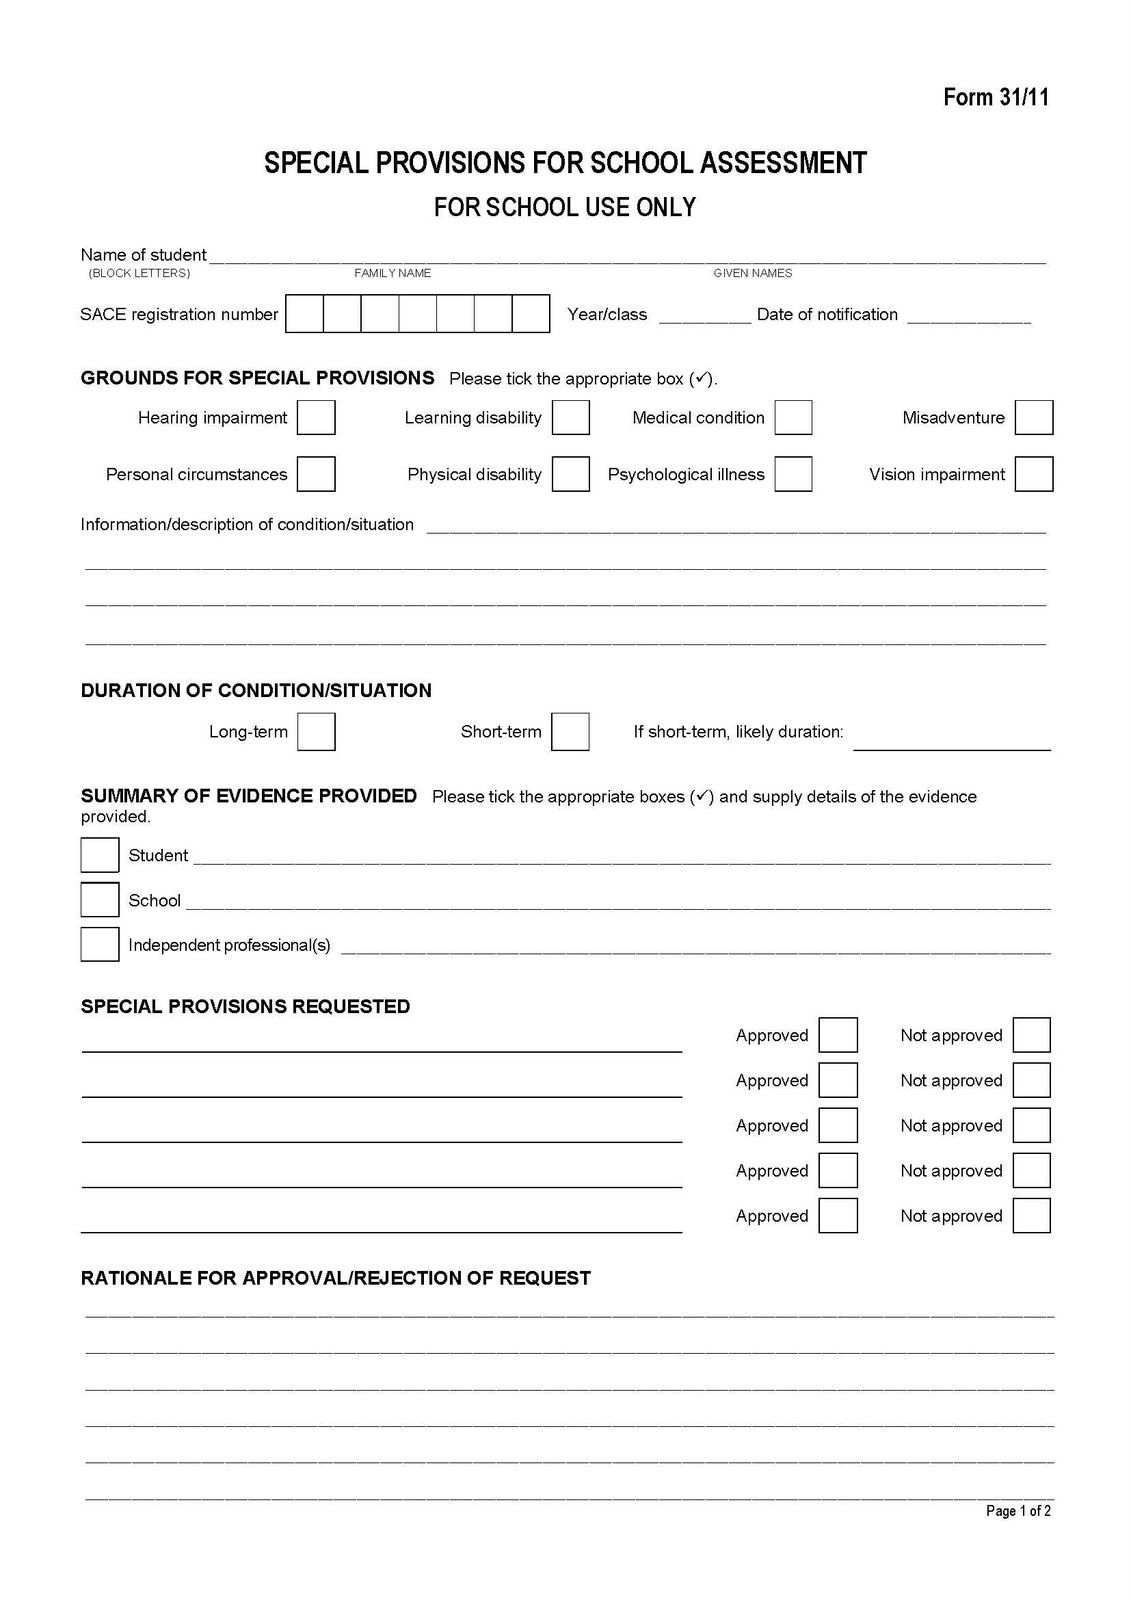 Form 31/11
SPECIAL PROVISIONS FOR SCHOOL ASSESSMENT
FOR SCHOOL USE ONLY
Name of student
(BLOCK LETTERS) FAMILY NAME GIVEN NAMES
SACE registration number Year/class Date of notification
GROUNDS FOR SPECIAL PROVISIONS Please tick the appropriate box (✓).
Hearing impairment Learning disability Medical condition Misadventure
Personal circumstances Physical disability Psychological illness Vision impairment
Information/description of condition/situation
DURATION OF CONDITION/SITUATION
Long-term Short-term If short-term, likely duration:
SUMMARY OF EVIDENCE PROVIDED Please tick the appropriate boxes (✓) and supply details of the evidence
provided.
Student
School
Independent professional(s)
SPECIAL PROVISIONS REQUESTED
Approved Not approved
Approved Not approved
Approved Not approved
Approved Not approved
Approved Not approved
RATIONALE FOR APPROVAL/REJECTION OF REQUEST
Page 1 of 2